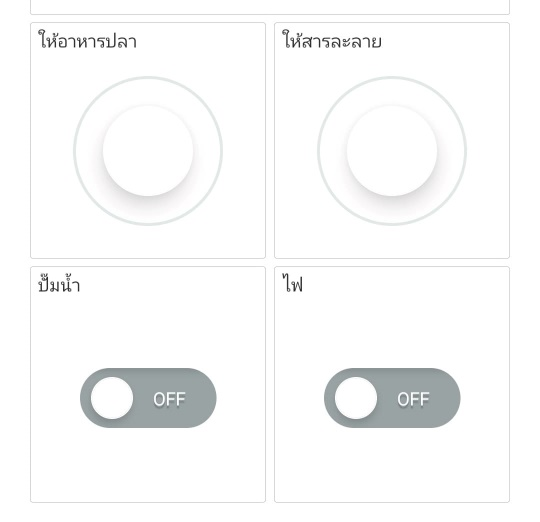 ให้อาหารปลา
ให้สารละลาย
ปั๊มน้ำ
ไฟ
OFF
OFF